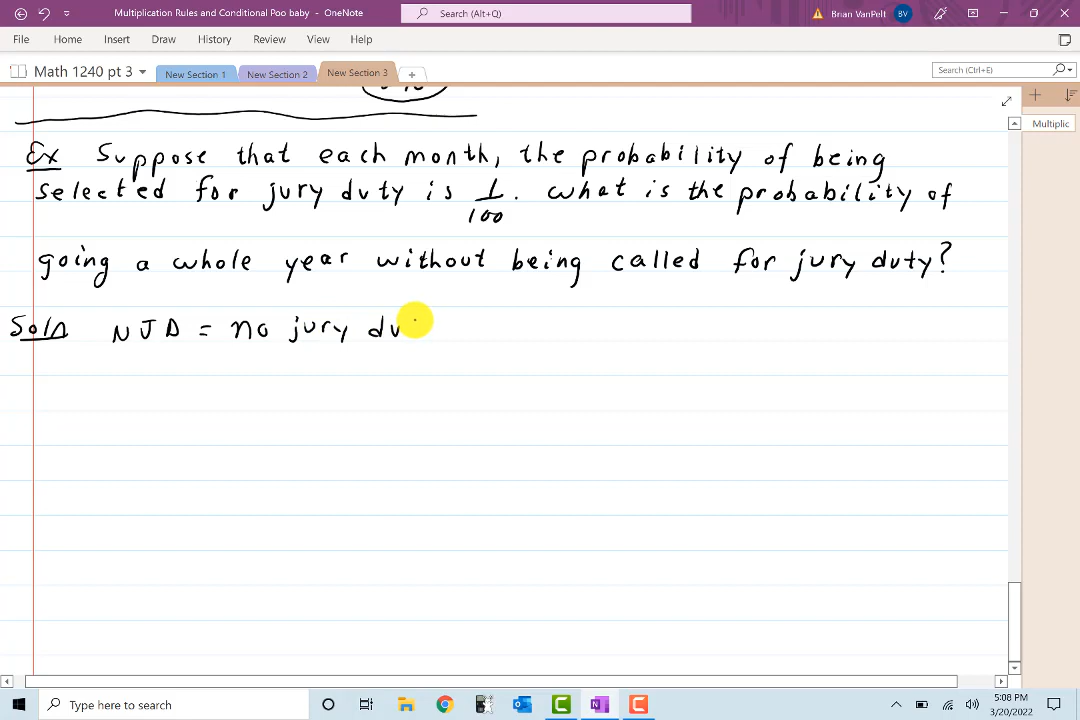 Multiplication Rules and Conditional Poo baby - OneNote
Search (Alt+Q)
Brian VanPelt BV
File Home Insert Draw History Review View Help
Math 1240 pt 3 New Section 1 New Section 2 New Section 3 +
Search (Ctrl+E)
Multiplic
Ex Suppose that each month, the probability of being
selected for jury duty is 1/100. What is the probability of
going a whole year without being called for jury duty?
Soln NJD = no jury du
Type here to search
5:08 PM
3/20/2022